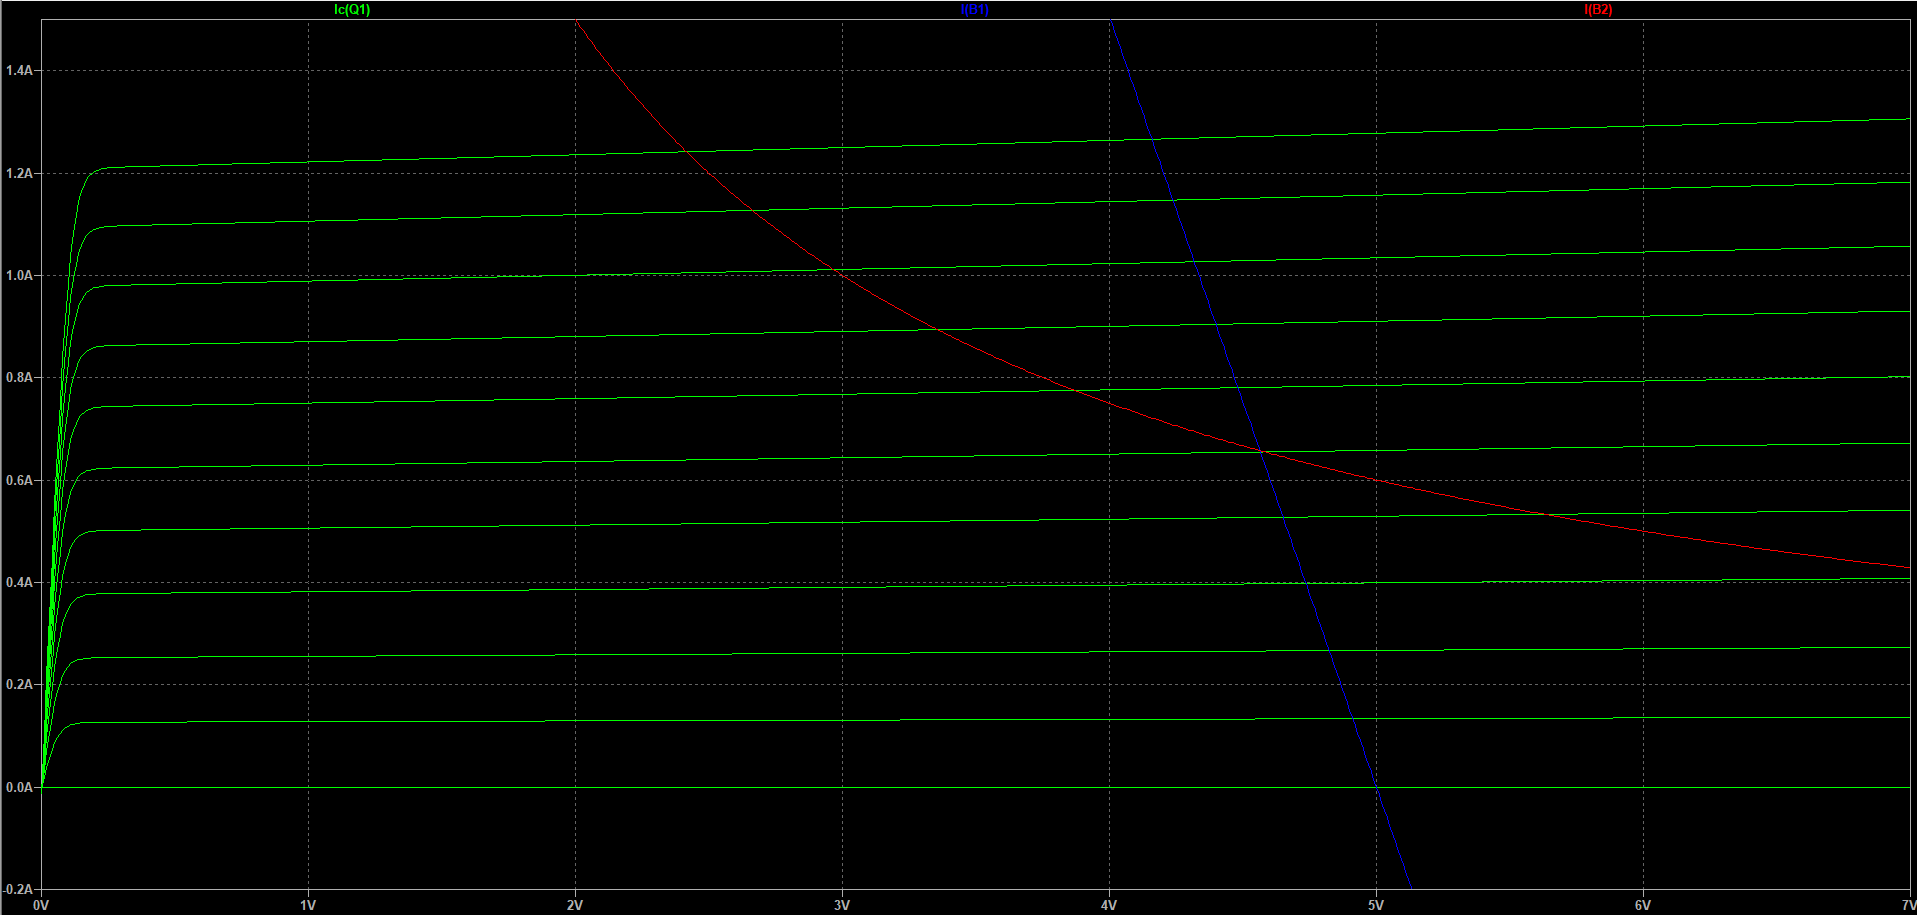 Ic(Q1) I(B1) I(B2)
1.4A
1.2A
1.0A
0.8A
0.6A
0.4A
0.2A
0.0A
-0.2A
0V 1V 2V 3V 4V 5V 6V 7V